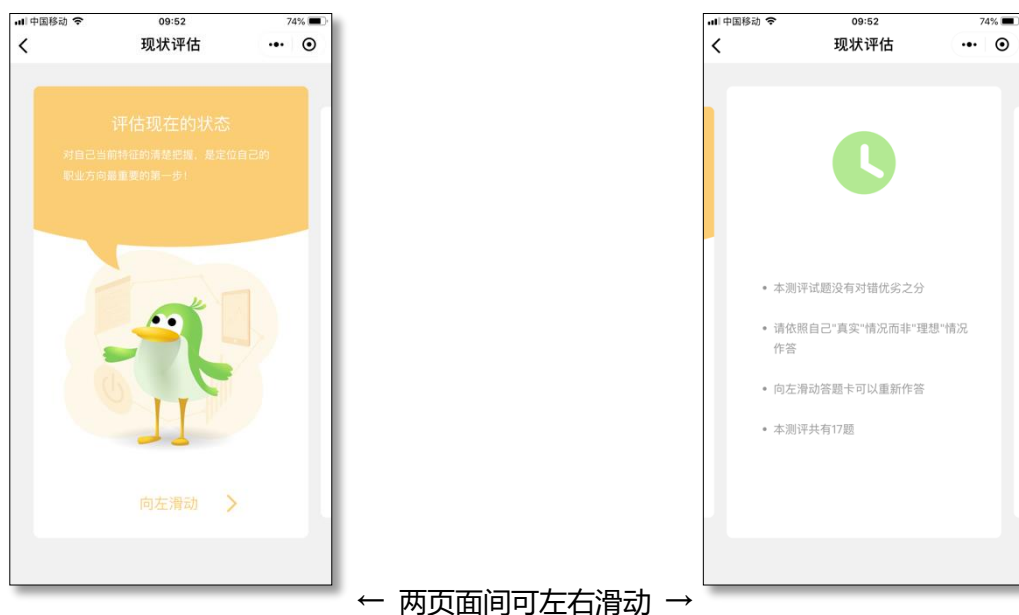 中国移动 09:52 74%
现状评估
评估现在的状态
对自己当前特征的清楚把握，是定位自己的
职业方向最重要的第一步！
向左滑动
中国移动 09:52 74%
现状评估
• 本测评试题没有对错优劣之分
• 请依照自己"真实"情况而非"理想"情况
作答
• 向左滑动答题卡可以重新作答
• 本测评共有17题
← 两页面间可左右滑动 →